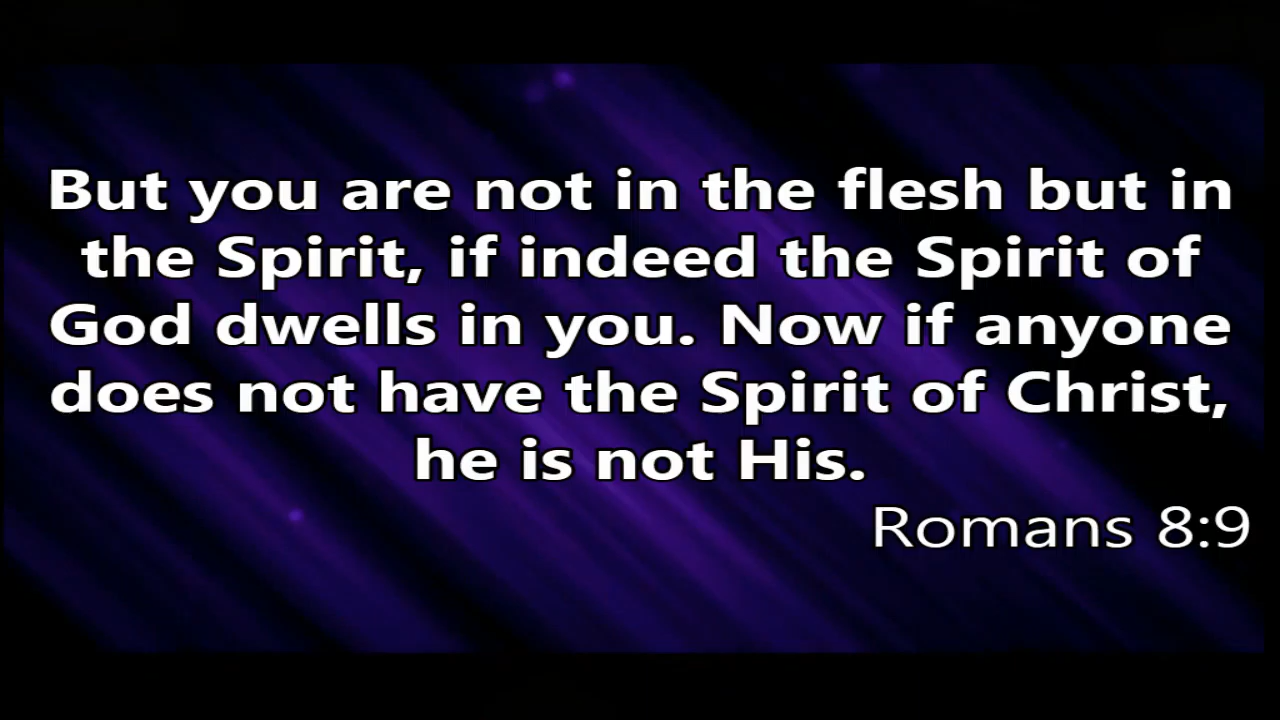 But you are not in the flesh but in
the Spirit, if indeed the Spirit of
God dwells in you. Now if anyone
does not have the Spirit of Christ,
he is not His.
Romans 8:9